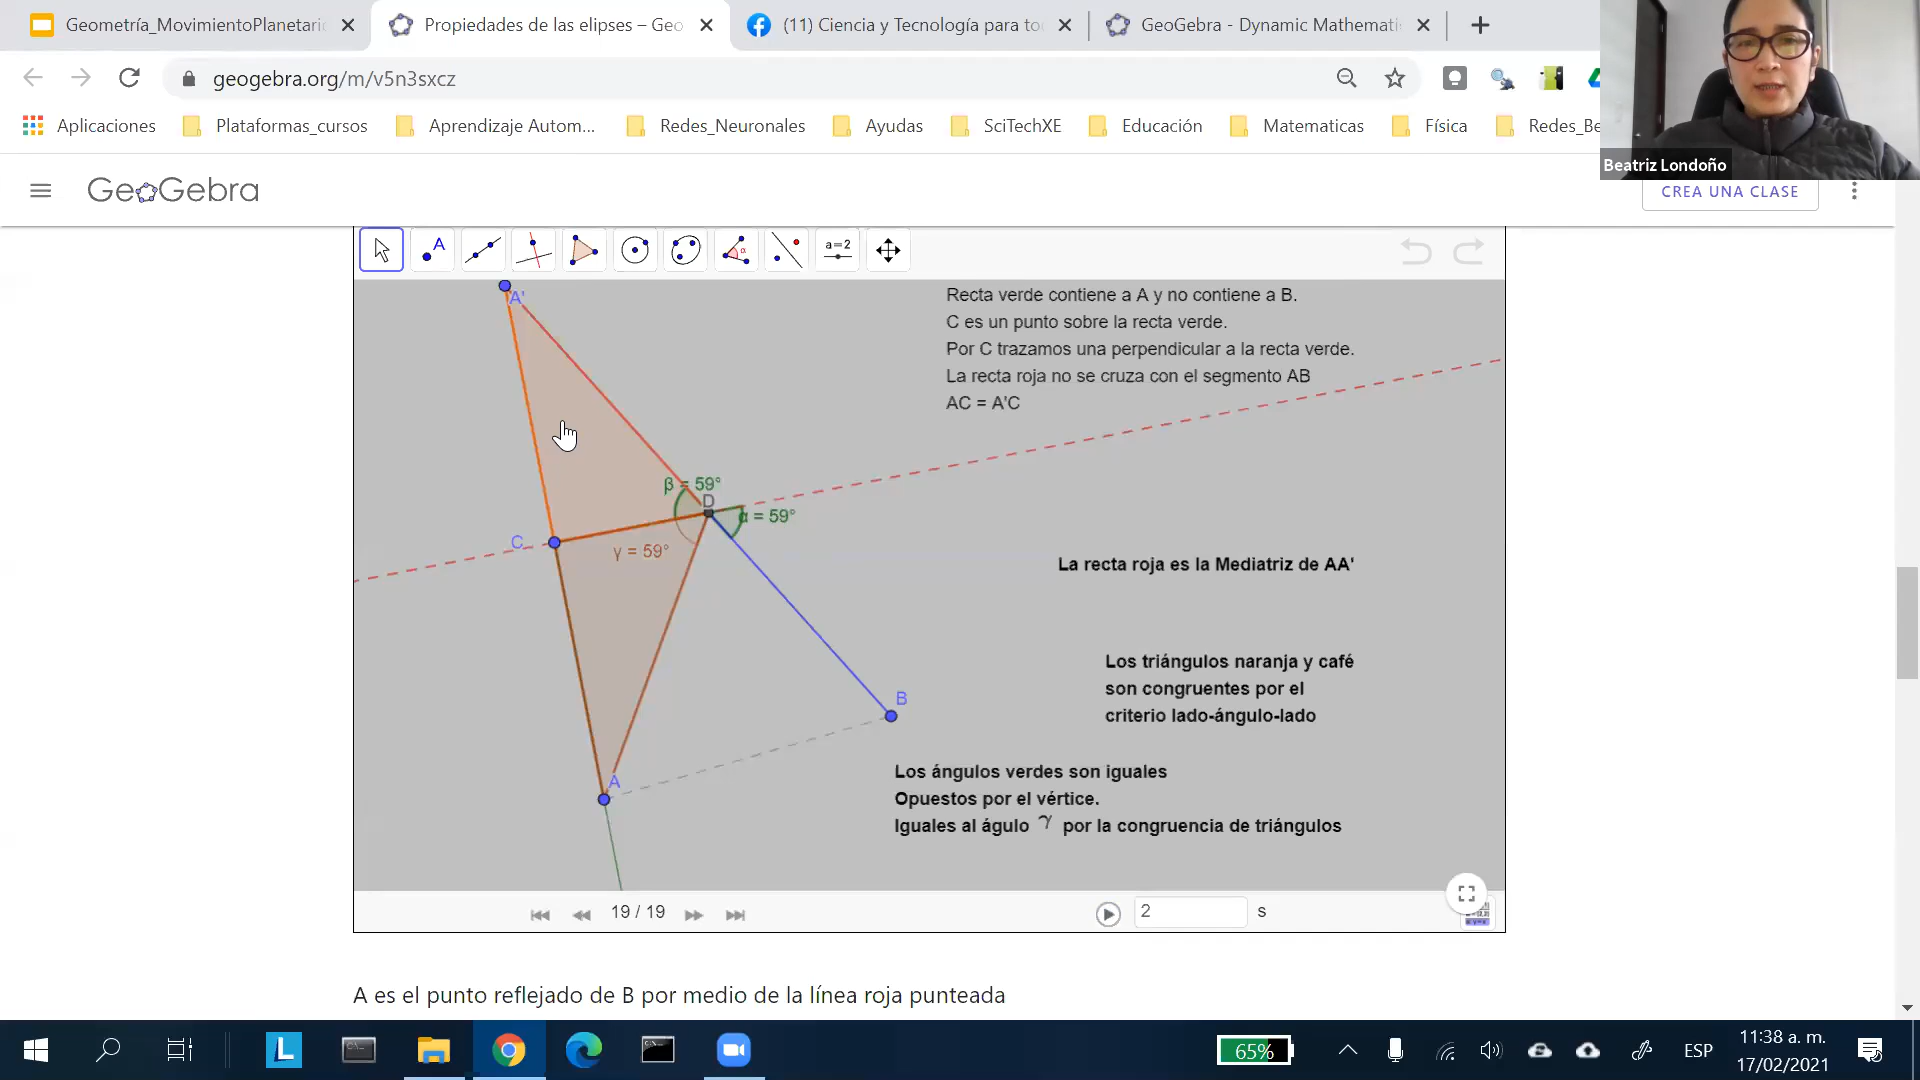 Geometría_MovimientoPlanetari
Propiedades de las elipses – Geo
(11) Ciencia y Tecnología para to
GeoGebra - Dynamic Mathemati
geogebra.org/m/v5n3sxcz
Aplicaciones
Plataformas_cursos
Aprendizaje Autom...
Redes_Neuronales
Ayudas
SciTechXE
Educación
Matematicas
Física
Redes_Be
Beatriz Londoño
GeoGebra
CREA UNA CLASE
A
α
a=2
A'
Recta verde contiene a A y no contiene a B.
C es un punto sobre la recta verde.
Por C trazamos una perpendicular a la recta verde.
La recta roja no se cruza con el segmento AB
AC = A'C
β = 59°
D
α = 59°
C
γ = 59°
La recta roja es la Mediatriz de AA'
Los triángulos naranja y café
son congruentes por el
criterio lado-ángulo-lado
B
A
Los ángulos verdes son iguales
Opuestos por el vértice.
Iguales al águlo γ por la congruencia de triángulos
19 / 19
2
s
A es el punto reflejado de B por medio de la línea roja punteada
L
65%
ESP
11:38 a. m.
17/02/2021